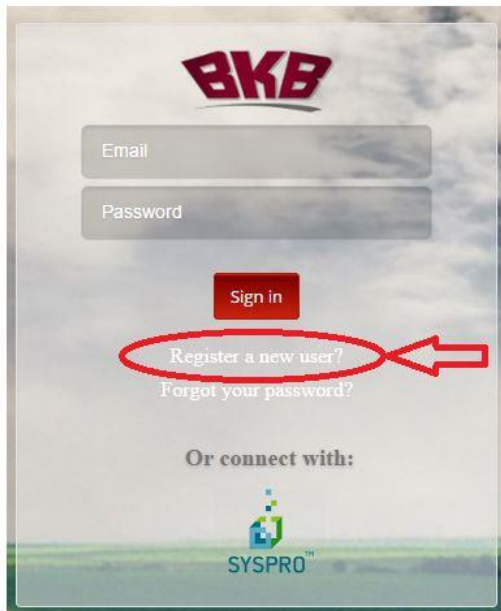 BKB
Email
Password
Sign in
Register a new user?
Forgot your password?
Or connect with:
SYSPRO™